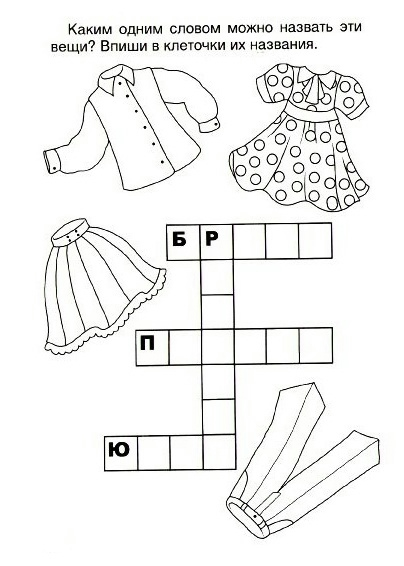 Каким одним словом можно назвать эти
вещи? Впиши в клеточки их названия.
Б Р
П
Ю